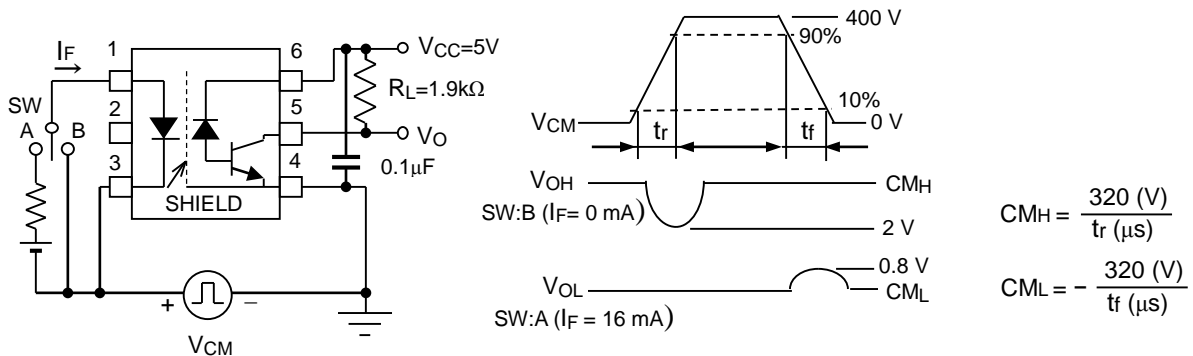 IF
1
2
3
6
5
4
SW
A
B
SHIELD
VCC=5V
RL=1.9kΩ
VO
0.1μF
+
−
VCM
400 V
90%
10%
VCM
0 V
tr
tf
VOH
CMH
SW:B (IF= 0 mA)
2 V
0.8 V
VOL
CML
SW:A (IF = 16 mA)
CMH = 320 (V) / tr (μs)
CML = − 320 (V) / tf (μs)